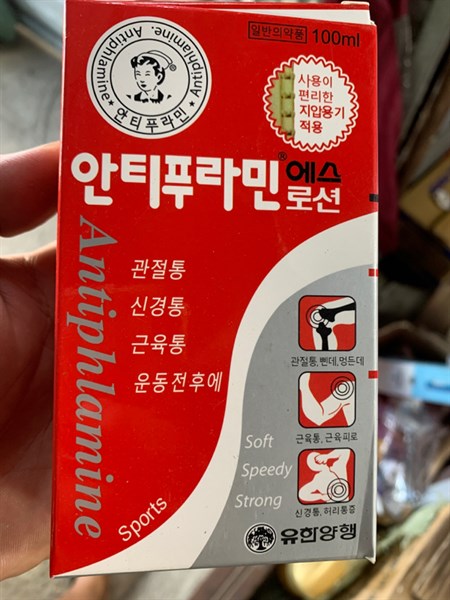 Antiphlamine. Antiphlamine
안티푸라민
일반의약품 100ml
사용이
편리한
지압용기
적용
안티푸라민® 에스
로션
Antiphlamine
관절통
신경통
근육통
운동전후에
관절통, 삔데, 멍든데
근육통, 근육피로
신경통, 허리통증
Soft
Speedy
Strong
Sports
유한양행